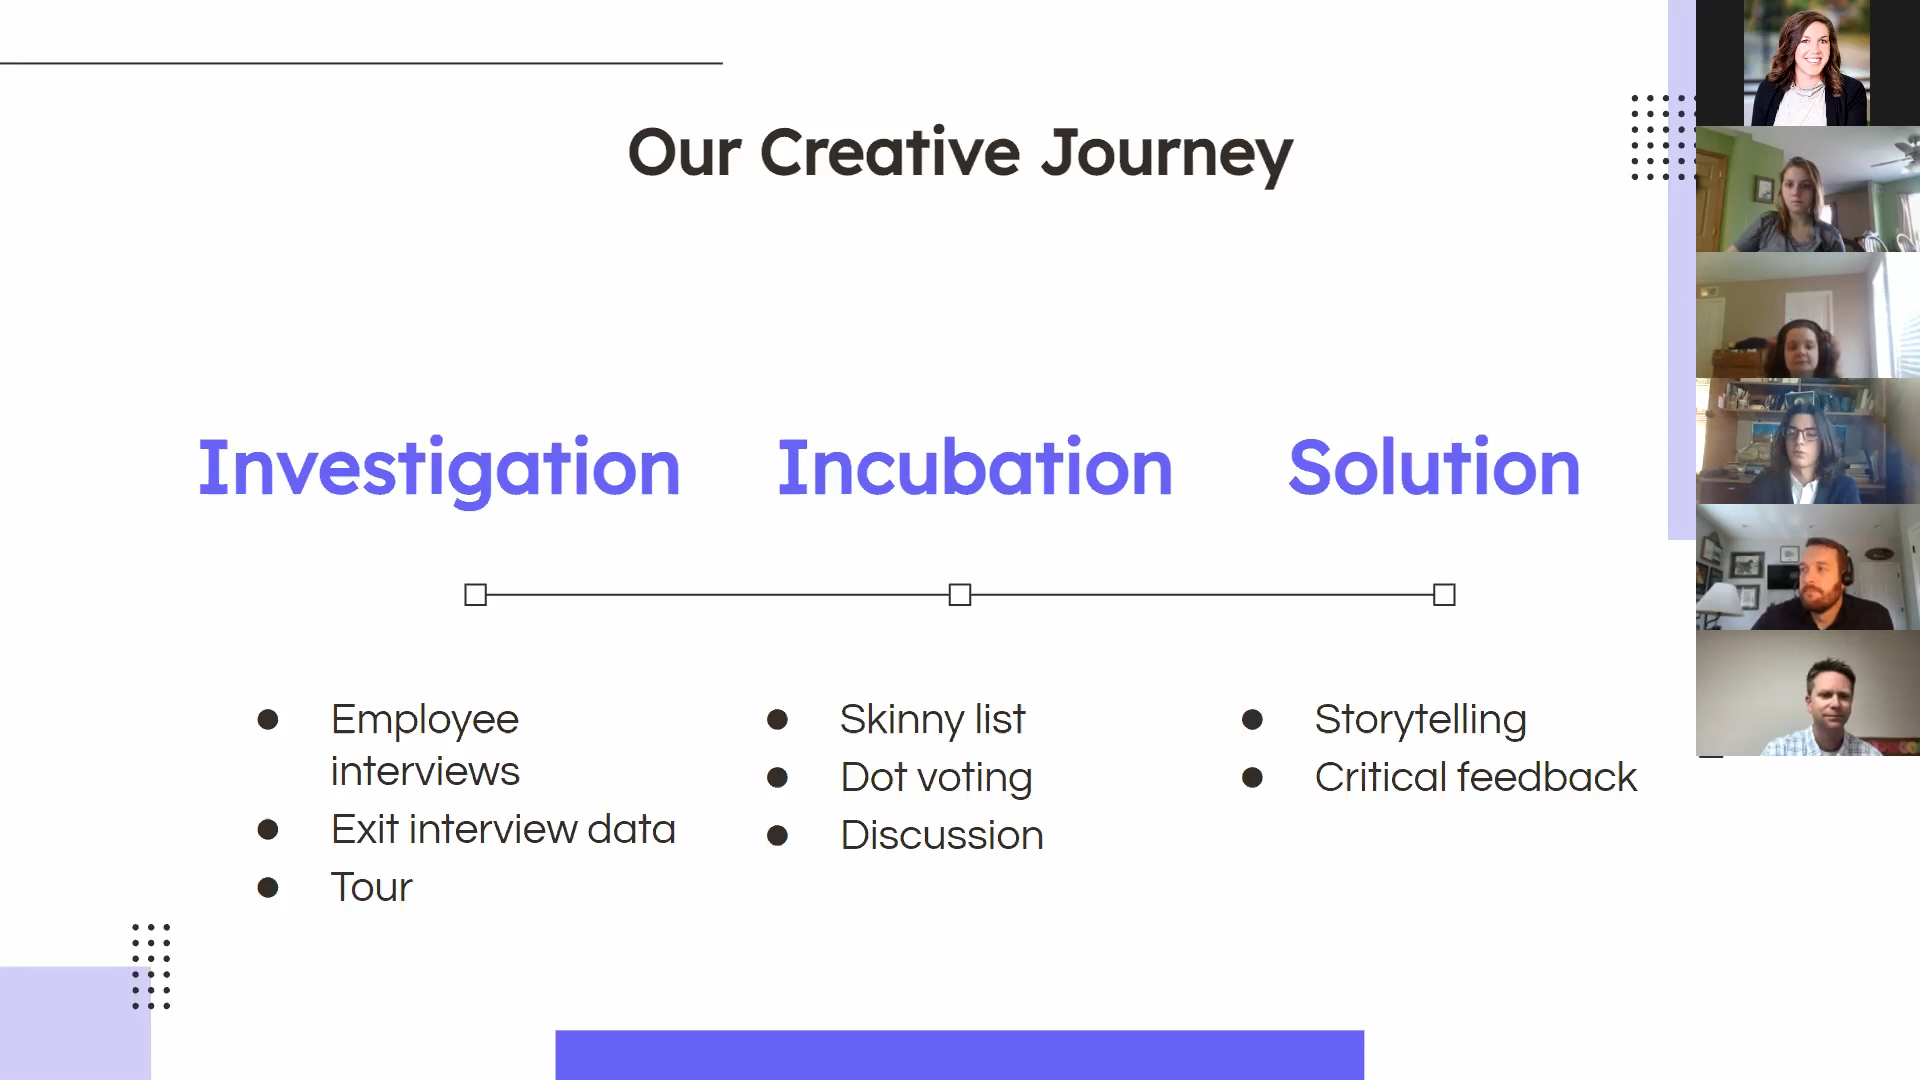 Our Creative Journey
Investigation
Incubation
Solution
Employee
interviews
Exit interview data
Tour
Skinny list
Dot voting
Discussion
Storytelling
Critical feedback